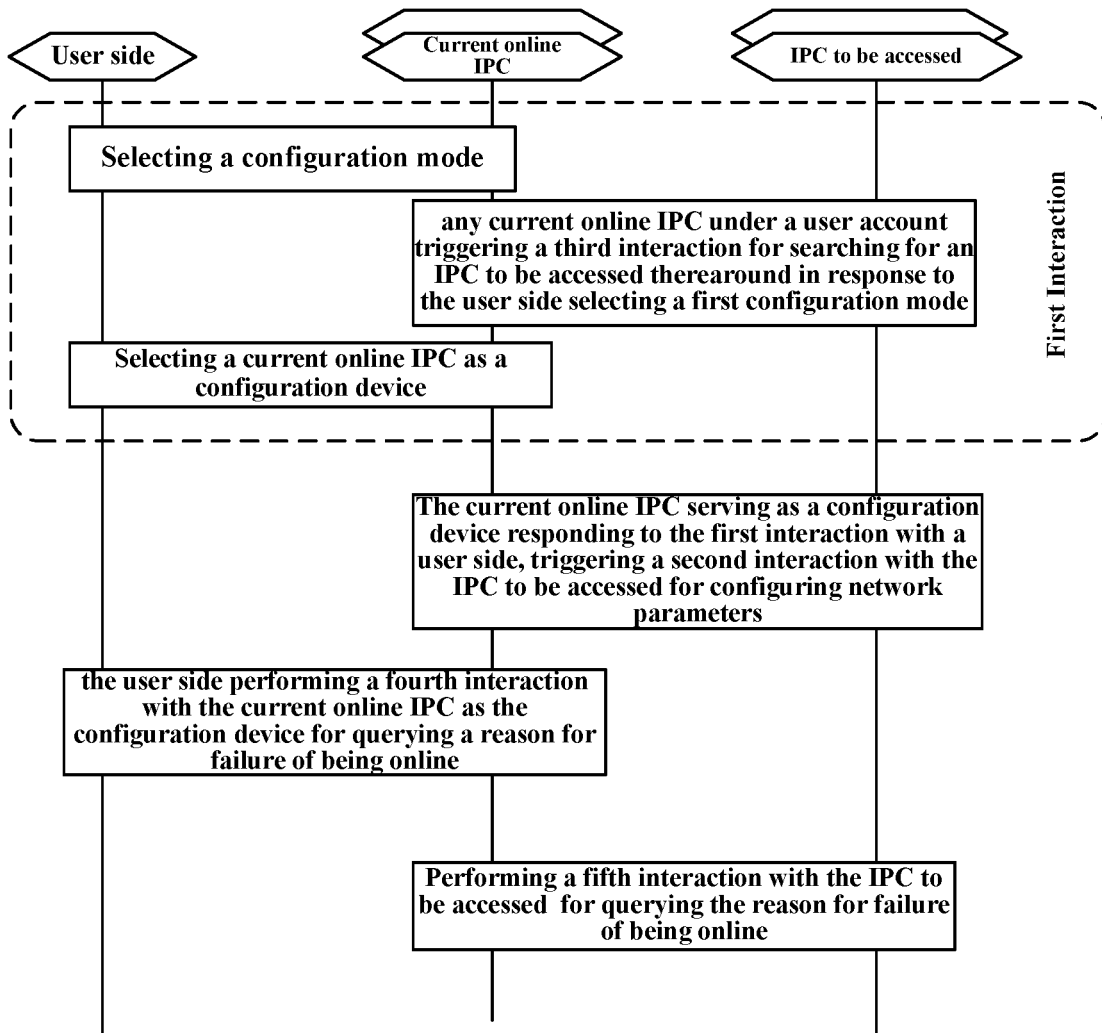 User side
Current online
IPC
IPC to be accessed
Selecting a configuration mode
any current online IPC under a user account
triggering a third interaction for searching for an
IPC to be accessed therearound in response to
the user side selecting a first configuration mode
First Interaction
Selecting a current online IPC as a
configuration device
The current online IPC serving as a configuration
device responding to the first interaction with a
user side, triggering a second interaction with the
IPC to be accessed for configuring network
parameters
the user side performing a fourth interaction
with the current online IPC as the
configuration device for querying a reason for
failure of being online
Performing a fifth interaction with the IPC to
be accessed for querying the reason for failure
of being online